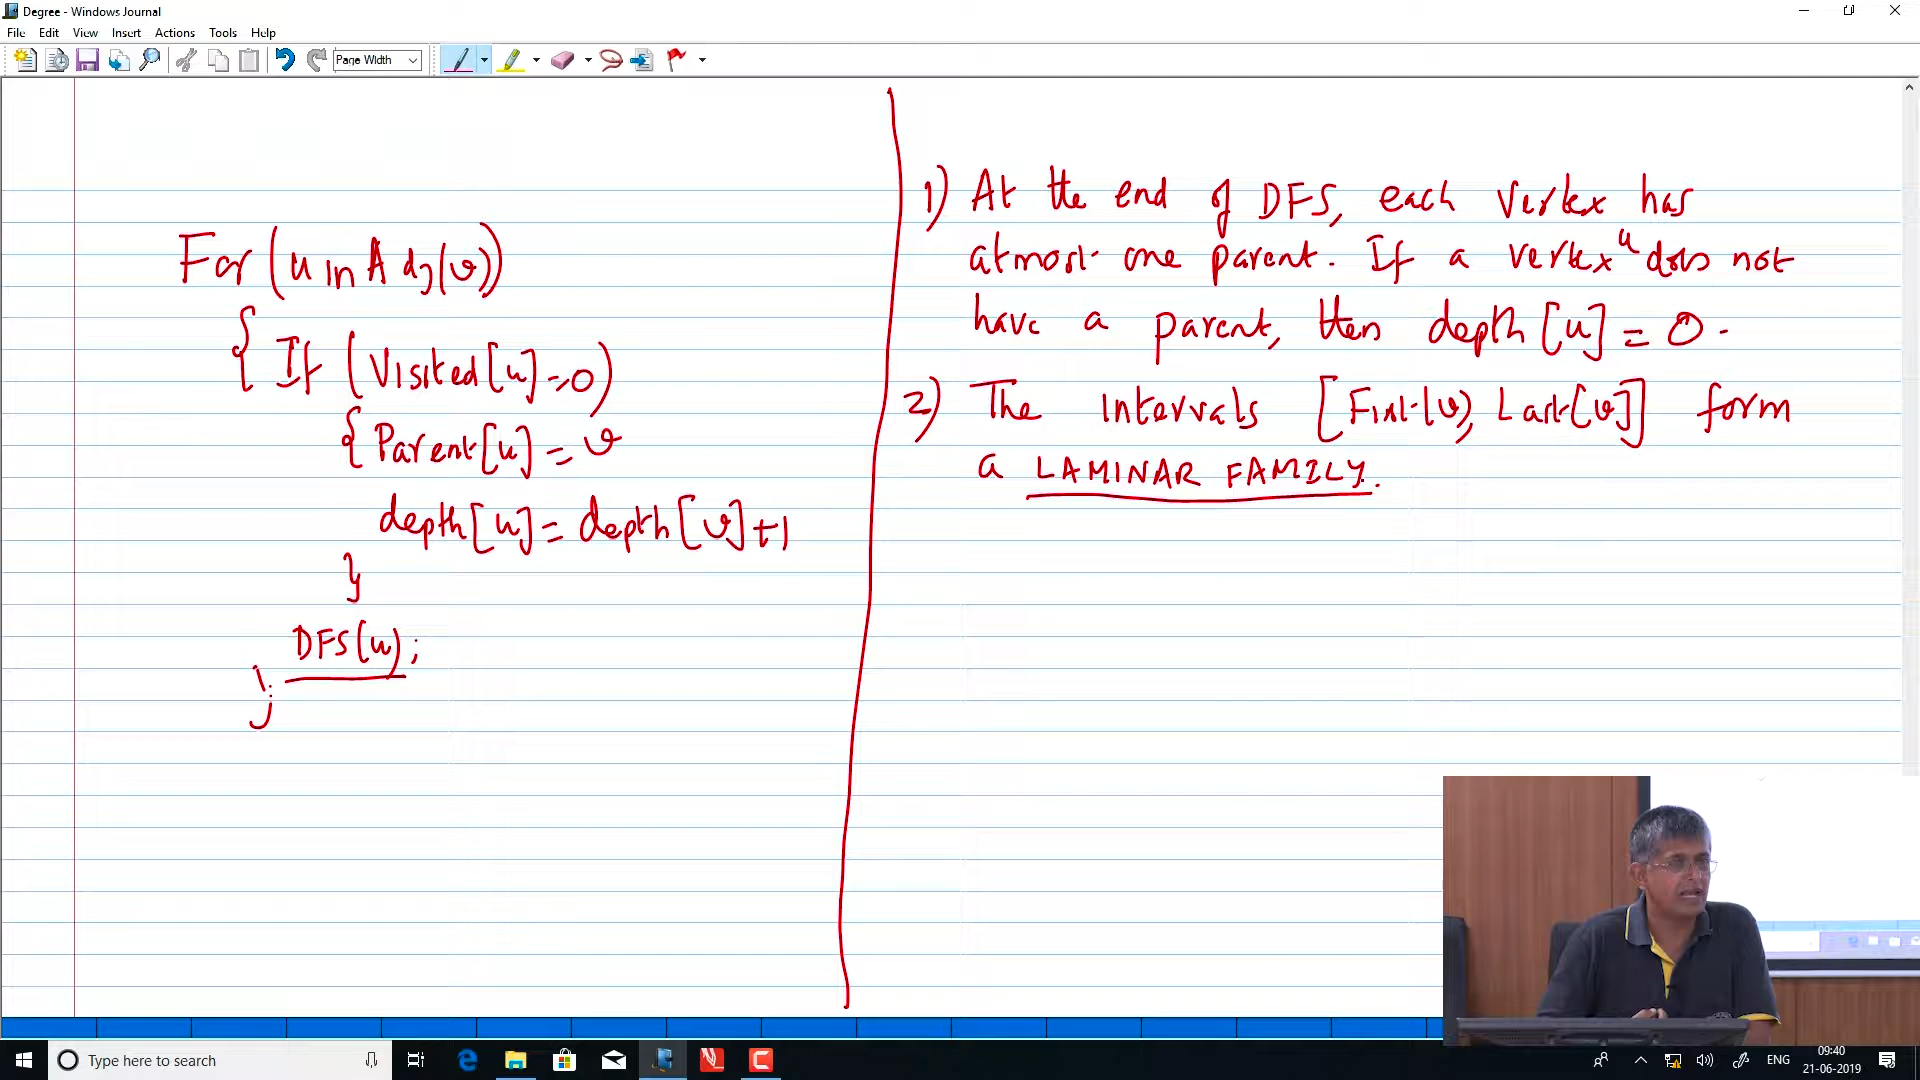 Degree - Windows Journal
File Edit View Insert Actions Tools Help
Page Width
For (u in Adj(v))
{ If (Visited[u]=0)
{ Parent[u] = v
depth[u] = depth[v]+1
}
DFS(u);
};
1) At the end of DFS, each vertex has
atmost one parent. If a vertex u does not
have a parent, then depth[u] = 0.
2) The intervals [First[v], Last[v]] form
a LAMINAR FAMILY.
Type here to search
ENG
09:40
21-06-2019